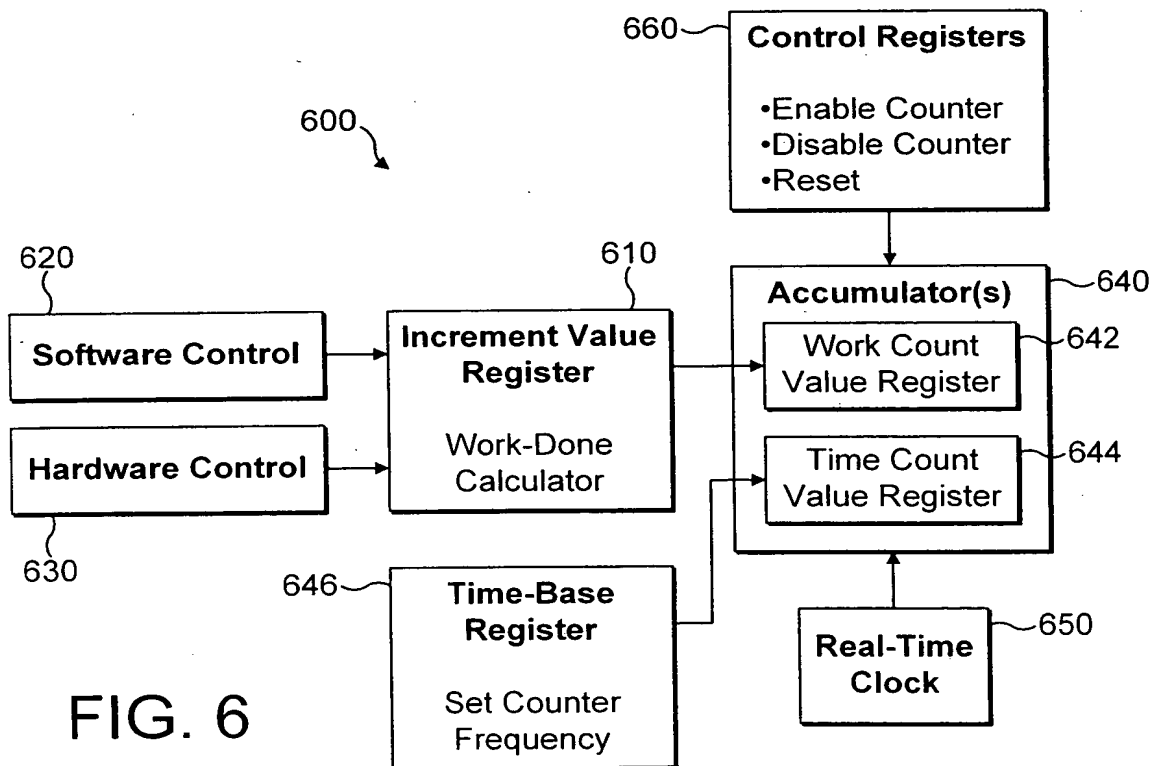 660
Control Registers
•Enable Counter
•Disable Counter
•Reset
600
620
Software Control
Hardware Control
630
610
Increment Value
Register
Work-Done
Calculator
640
Accumulator(s)
Work Count
Value Register
642
Time Count
Value Register
644
646
Time-Base
Register
Set Counter
Frequency
Real-Time
Clock
650
FIG. 6